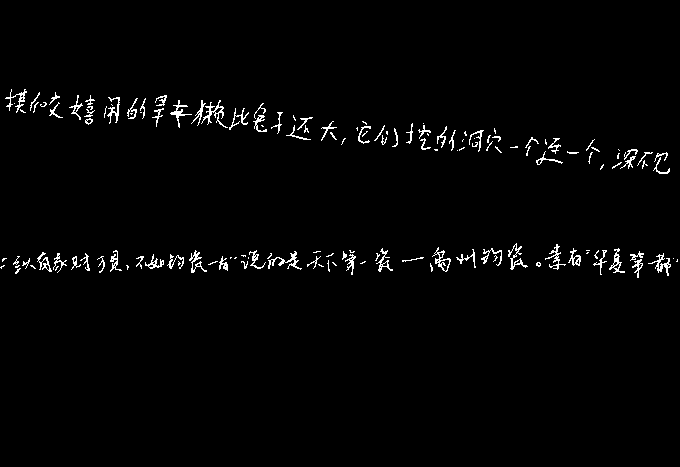 嬉闹的旱獭比兔子还大，它们挖的洞穴一个连一个，深不见
纵有家财万贯，不如钧瓷一片”说的是天下第一瓷—禹州钧瓷。素有“华夏第一都”